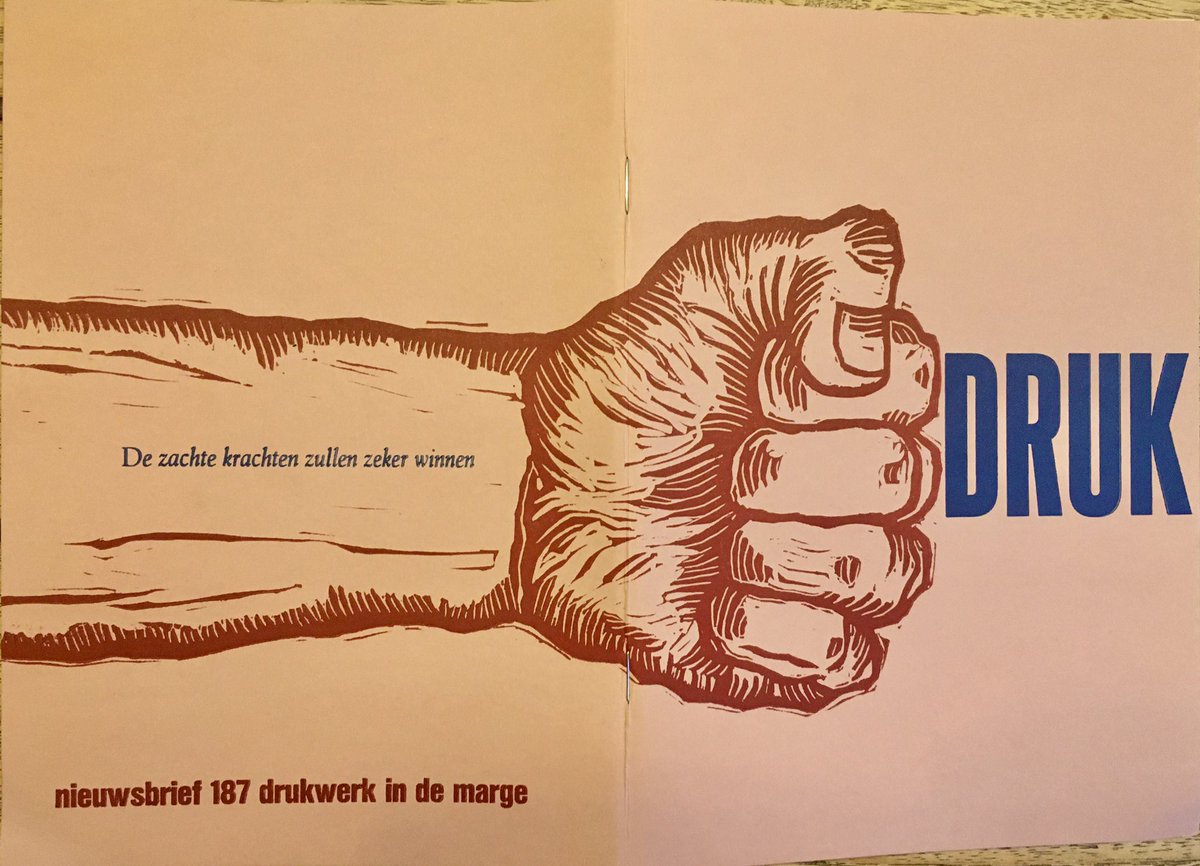 De zachte krachten zullen zeker winnen
DRUK
nieuwsbrief 187 drukwerk in de marge